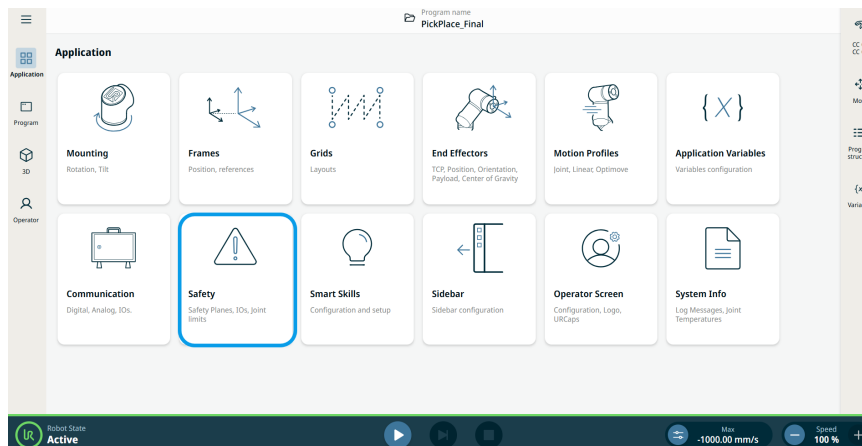 Program name
PickPlace_Final
Application
Application
Program
3D
Operator
Mounting
Rotation, Tilt
Frames
Position, references
Grids
Layouts
End Effectors
TCP, Position, Orientation,
Payload, Center of Gravity
Motion Profiles
Joint, Linear, Optimove
{X}
Application Variables
Variables configuration
Communication
Digital, Analog, IOs.
Safety
Safety Planes, IOs, Joint
limits
Smart Skills
Configuration and setup
Sidebar
Sidebar configuration
Operator Screen
Configuration, Logo,
URCaps
System Info
Log Messages, Joint
Temperatures
CC
CC
UR
Robot State
Active
Max
-1000.00 mm/s
Speed
100 %